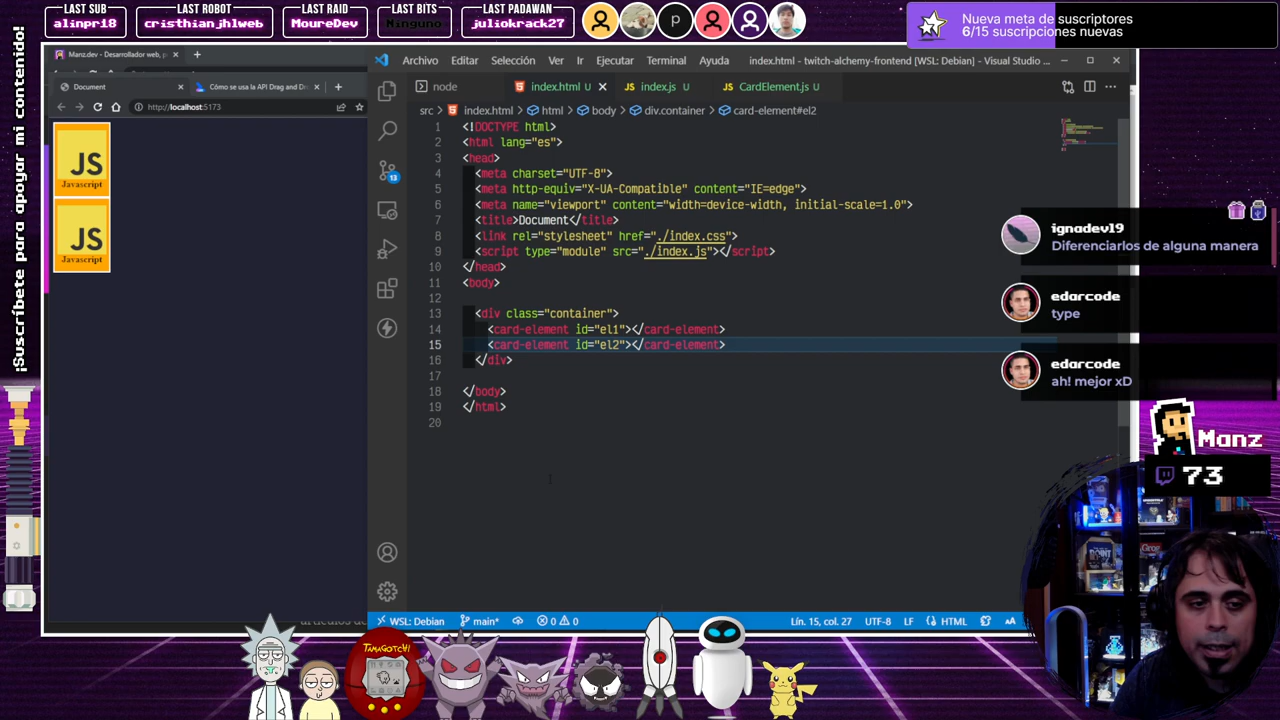 LAST SUB
alinpr18
LAST ROBOT
cristhianjhlweb
LAST RAID
MoureDev
LAST BITS
Ninguno
LAST PADAWAN
juliokrack27
P
Nueva meta de suscriptores
6/15 suscripciones nuevas
¡Suscríbete para apoyar mi contenido!
Manz.dev - Desarrollador web, p
Document
Cómo se usa la API Drag and Dr
http://localhost:5173
JS
Javascript
JS
Javascript
Archivo Editar Selección Ver Ir Ejecutar Terminal Ayuda
index.html - twitch-alchemy-frontend [WSL: Debian] - Visual Studio
node
index.html U
index.js U
CardElement.js U
src > index.html > html > body > div.container > card-element#el2
1 <!DOCTYPE html>
2 <html lang="es">
3 <head>
4 <meta charset="UTF-8">
5 <meta http-equiv="X-UA-Compatible" content="IE=edge">
6 <meta name="viewport" content="width=device-width, initial-scale=1.0">
7 <title>Document</title>
8 <link rel="stylesheet" href="./index.css">
9 <script type="module" src="./index.js"></script>
10 </head>
11 <body>
12
13 <div class="container">
14 <card-element id="el1"></card-element>
15 <card-element id="el2"></card-element>
16 </div>
17
18 </body>
19 </html>
20
13
WSL: Debian
main*
0 0
Lín. 15, col. 27
UTF-8
LF
HTML
ignadev19
Diferenciarlos de alguna manera
edarcode
type
edarcode
ah! mejor xD
Manz
73
TAMAGOTCHI